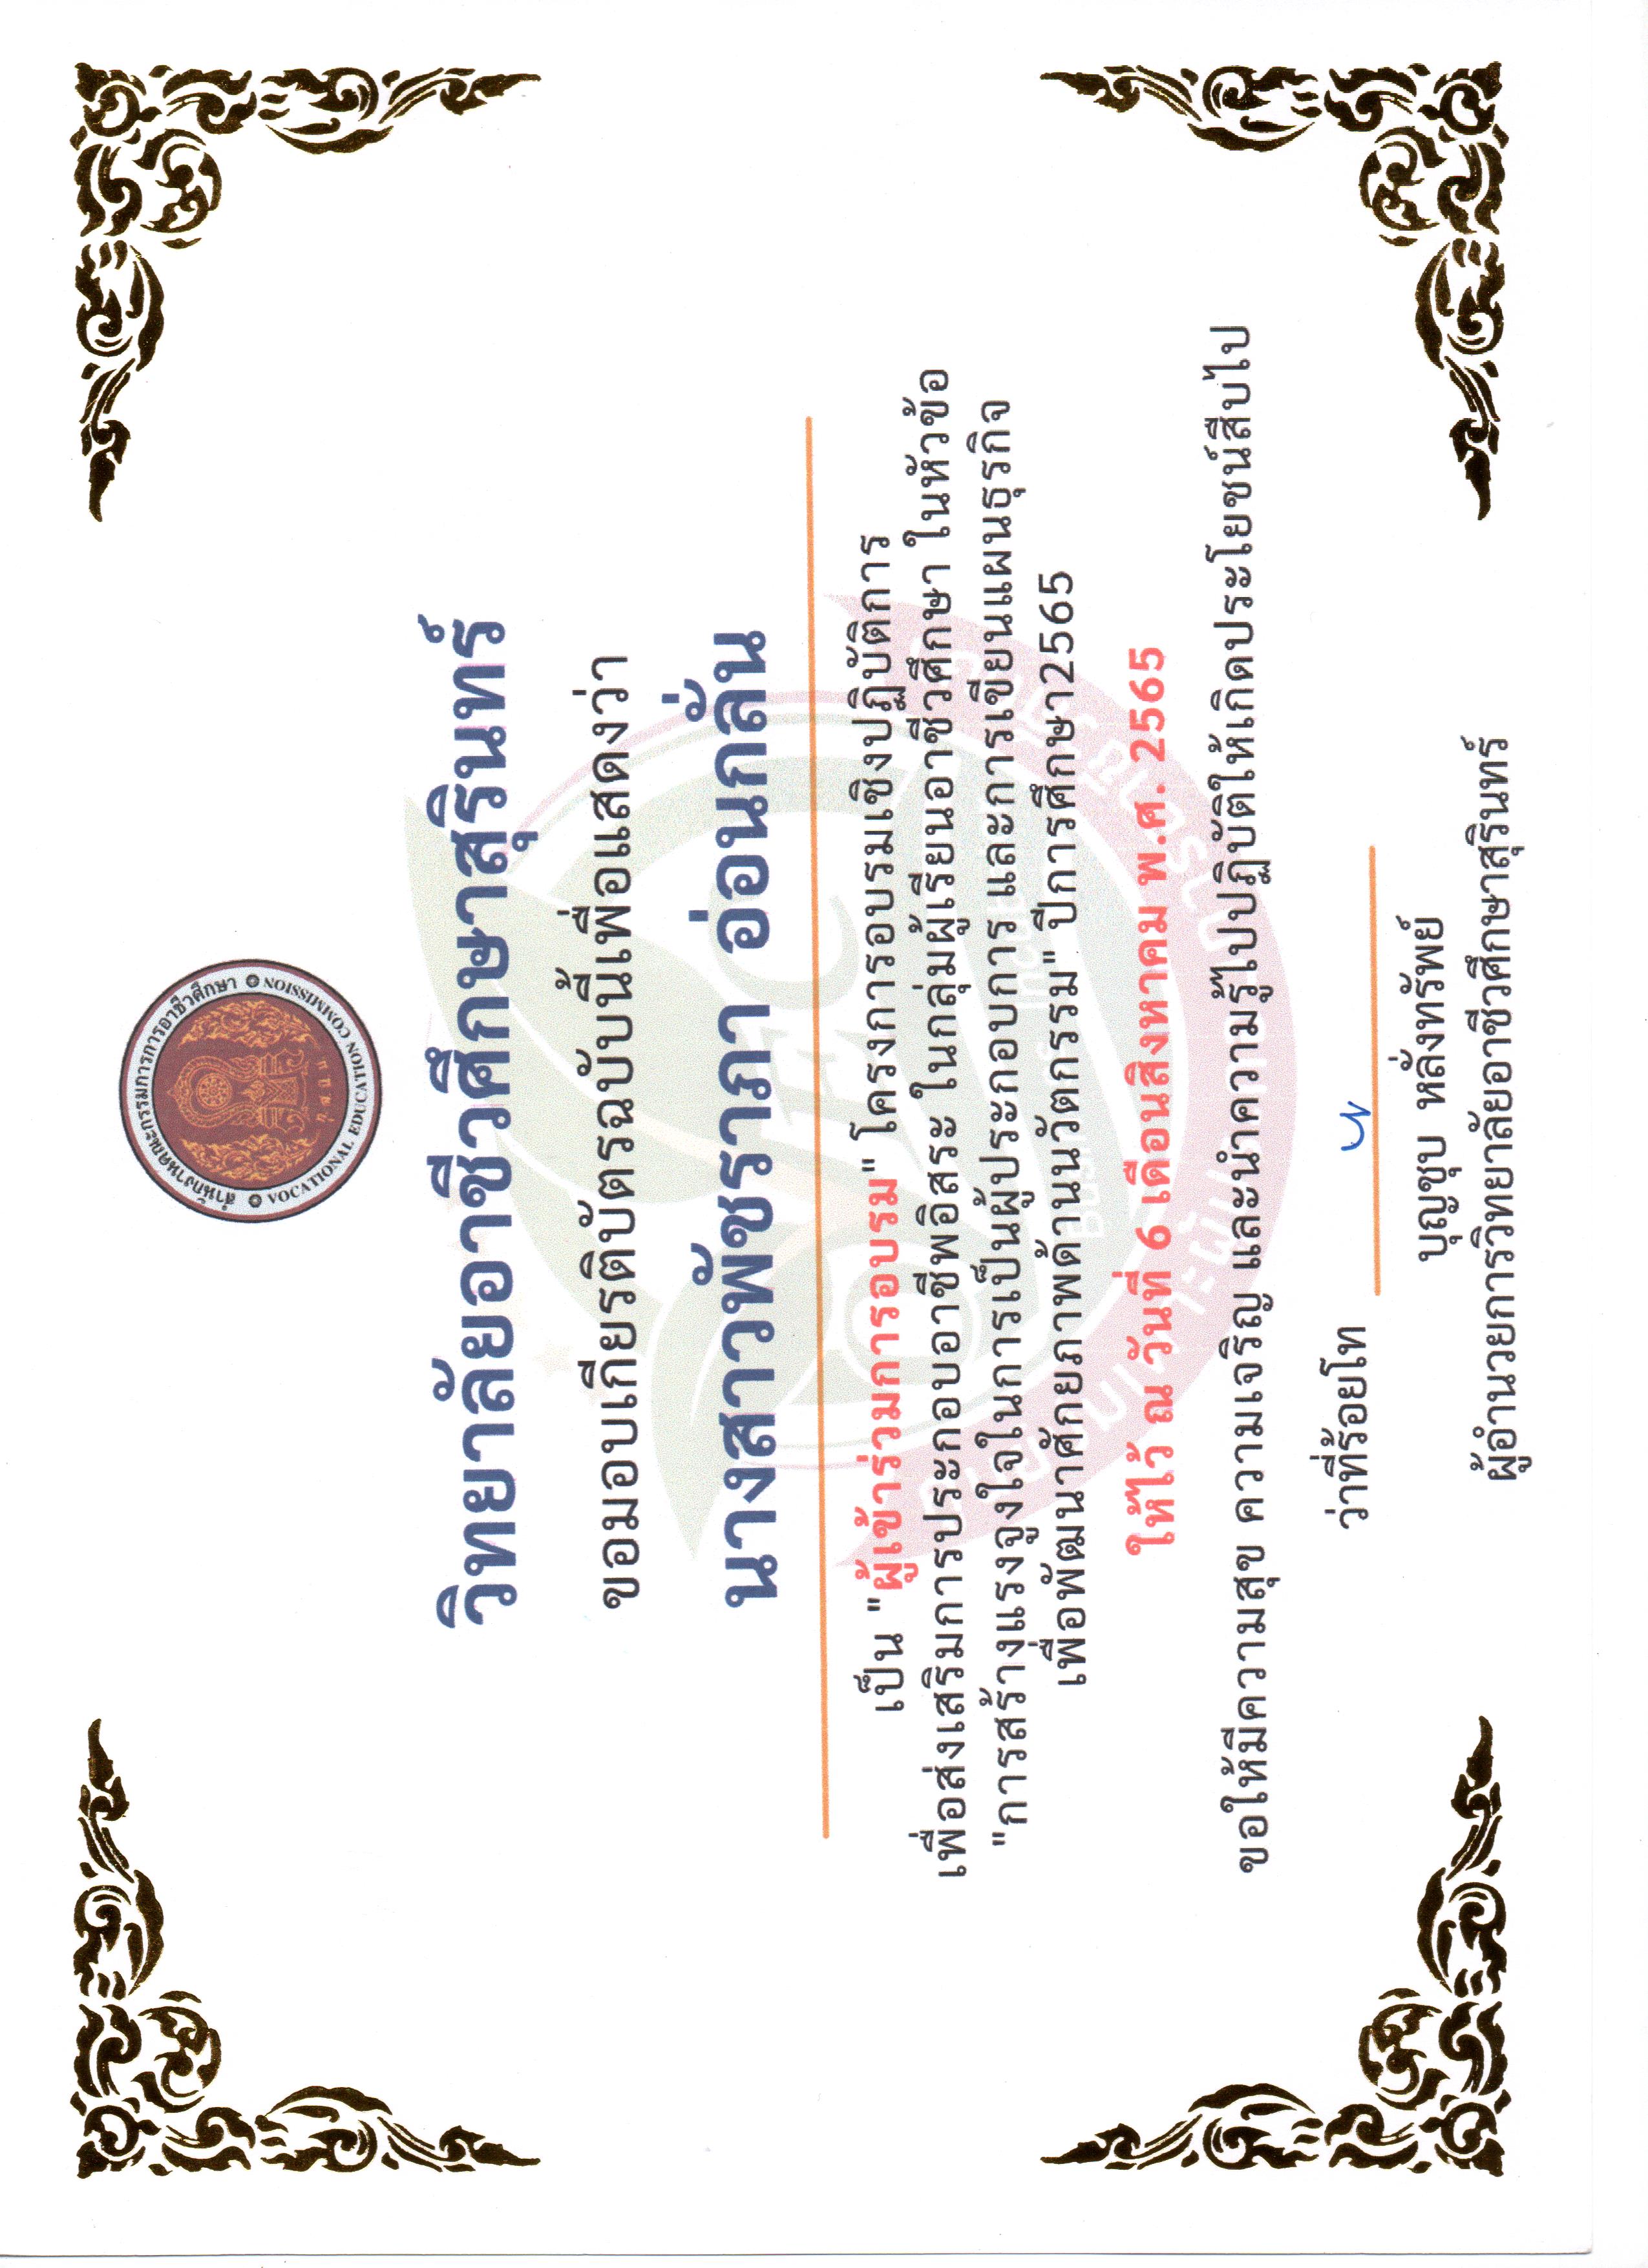 สำนักงานคณะกรรมการการอาชีวศึกษา
VOCATIONAL EDUCATION COMMISSION
วิทยาลัยอาชีวศึกษาสุรินทร์
ขอมอบเกียรติบัตรฉบับนี้เพื่อแสดงว่า
นางสาวพัชราภา อ่อนกลั่น
เป็น "ผู้เข้าร่วมการอบรม" โครงการอบรมเชิงปฏิบัติการ
เพื่อส่งเสริมการประกอบอาชีพอิสระ ในกลุ่มผู้เรียนอาชีวศึกษา ในหัวข้อ
"การสร้างแรงจูงใจในการเป็นผู้ประกอบการ และการเขียนแผนธุรกิจ
เพื่อพัฒนาศักยภาพด้านนวัตกรรม" ปีการศึกษา2565
ให้ไว้ ณ วันที่ 6 เดือนสิงหาคม พ.ศ. 2565
ขอให้มีความสุข ความเจริญ และนำความรู้ไปปฏิบัติให้เกิดประโยชน์สืบไป
ว่าที่ร้อยโท
บุญชุบ หลั่งทรัพย์
ผู้อำนวยการวิทยาลัยอาชีวศึกษาสุรินทร์